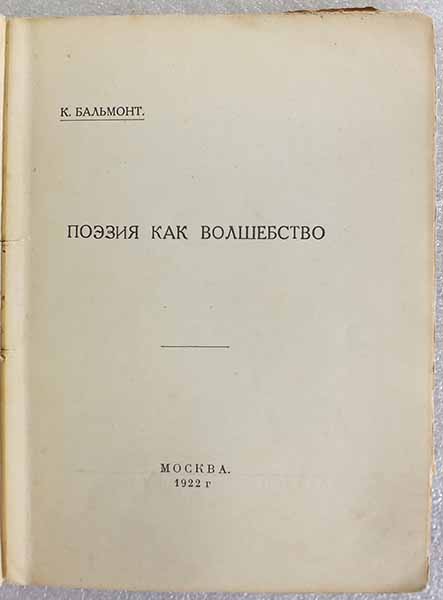 К. БАЛЬМОНТ.
ПОЭЗИЯ КАК ВОЛШЕБСТВО
МОСКВА.
1922 г